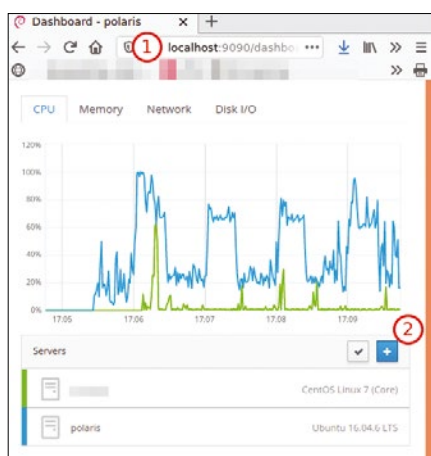 Dashboard - polaris × +
1 localhost:9090/dashbo ··· »
»
CPU Memory Network Disk I/O
120%
100%
80%
60%
40%
20%
0%
17:05 17:06 17:07 17:08 17:09
2
Servers +
CentOS Linux 7 (Core)
polaris Ubuntu 16.04.6 LTS